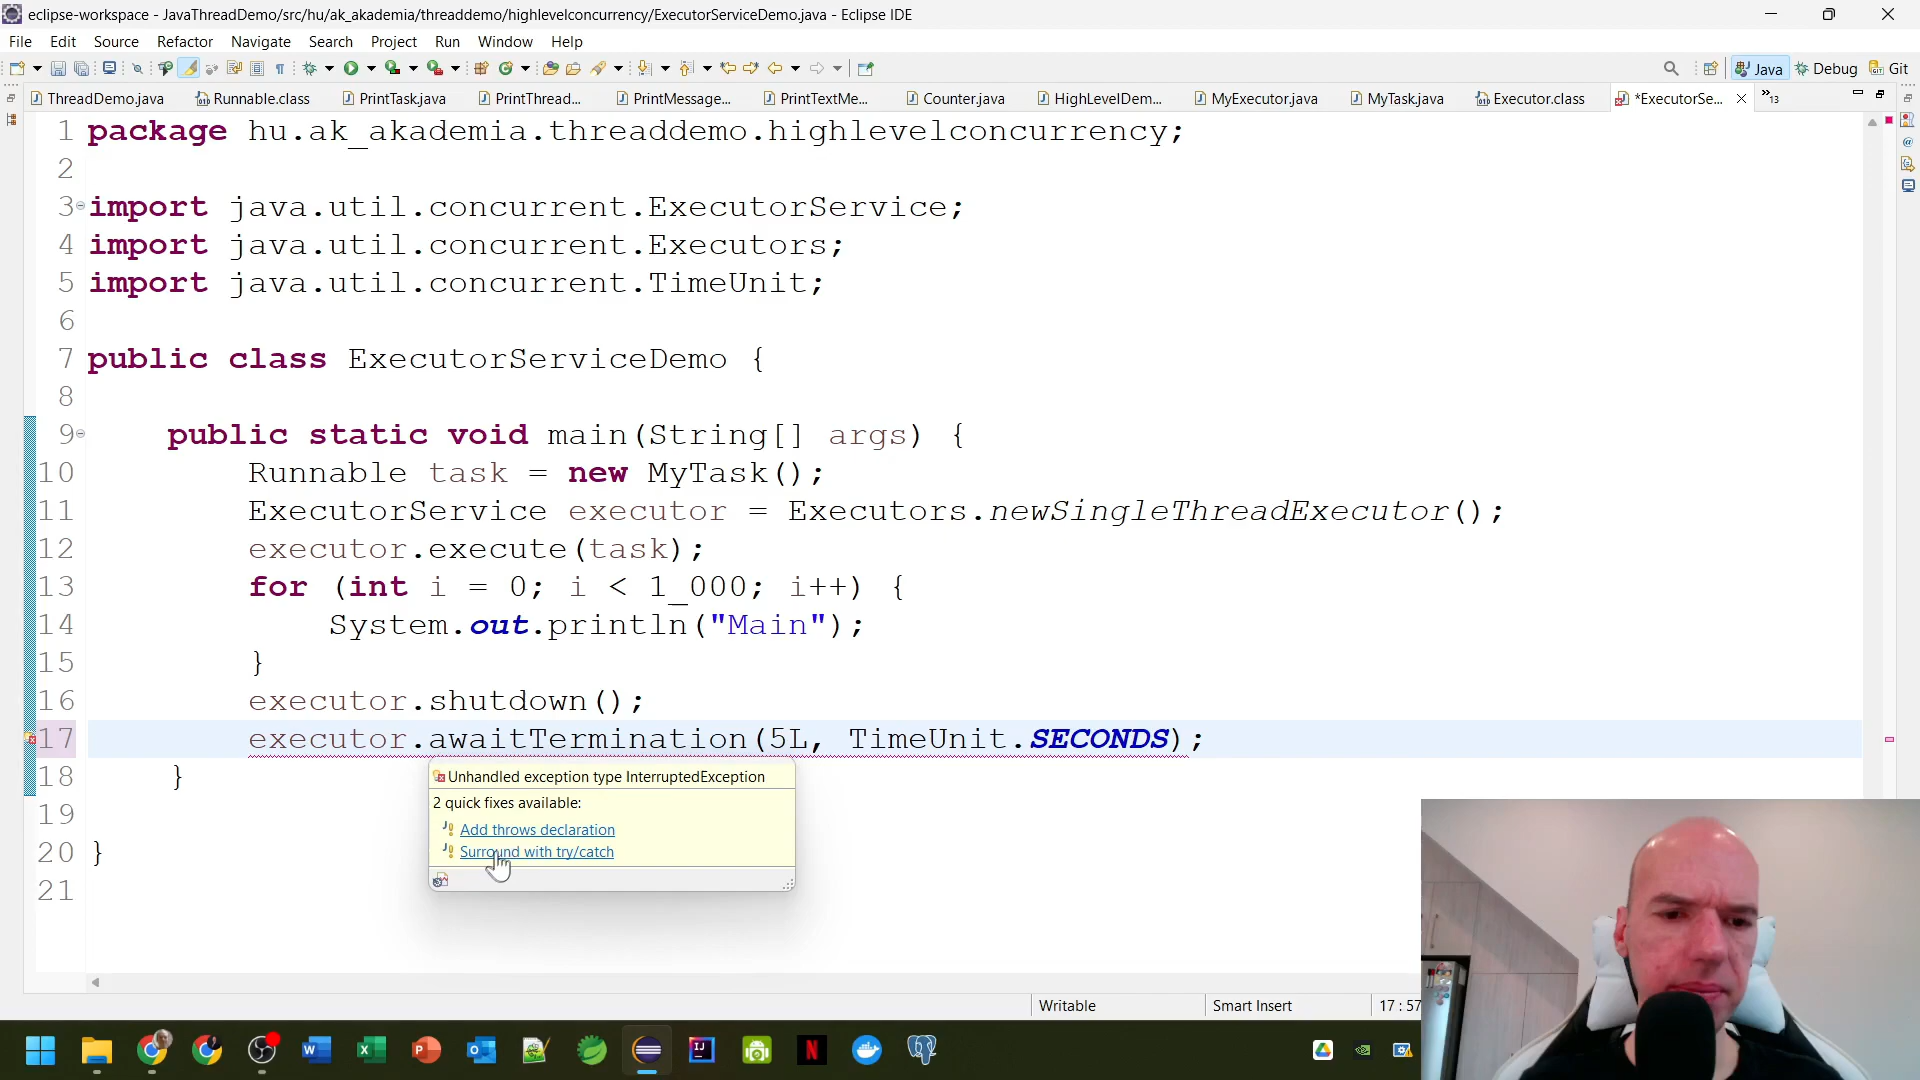 eclipse-workspace - JavaThreadDemo/src/hu/ak_akademia/threaddemo/highlevelconcurrency/ExecutorServiceDemo.java - Eclipse IDE
File Edit Source Refactor Navigate Search Project Run Window Help
Java Debug Git
ThreadDemo.java Runnable.class PrintTask.java PrintThread... PrintMessage... PrintTextMe... Counter.java HighLevelDem... MyExecutor.java MyTask.java Executor.class *ExecutorSe... »13
1 package hu.ak_akademia.threaddemo.highlevelconcurrency;
2
3 import java.util.concurrent.ExecutorService;
4 import java.util.concurrent.Executors;
5 import java.util.concurrent.TimeUnit;
6
7 public class ExecutorServiceDemo {
8
9 public static void main(String[] args) {
10 Runnable task = new MyTask();
11 ExecutorService executor = Executors.newSingleThreadExecutor();
12 executor.execute(task);
13 for (int i = 0; i < 1_000; i++) {
14 System.out.println("Main");
15 }
16 executor.shutdown();
17 executor.awaitTermination(5L, TimeUnit.SECONDS);
18 }
Unhandled exception type InterruptedException
2 quick fixes available:
Add throws declaration
Surround with try/catch
19
20 }
21
Writable Smart Insert 17 : 57